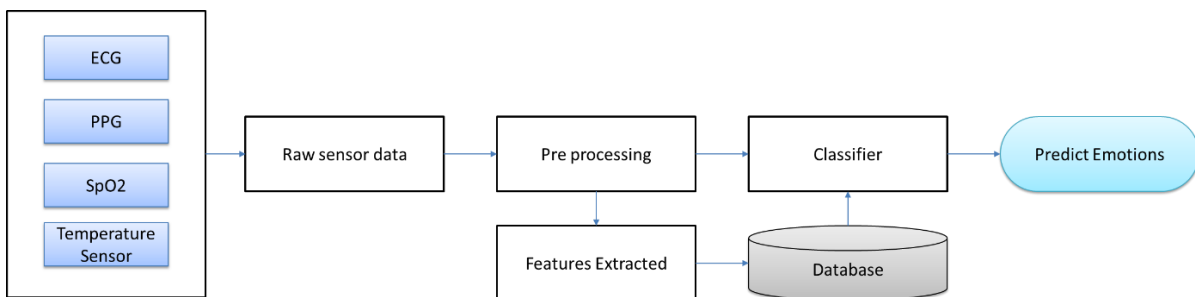 ECG
PPG
SpO2
Temperature
Sensor
Raw sensor data
Pre processing
Classifier
Predict Emotions
Features Extracted
Database